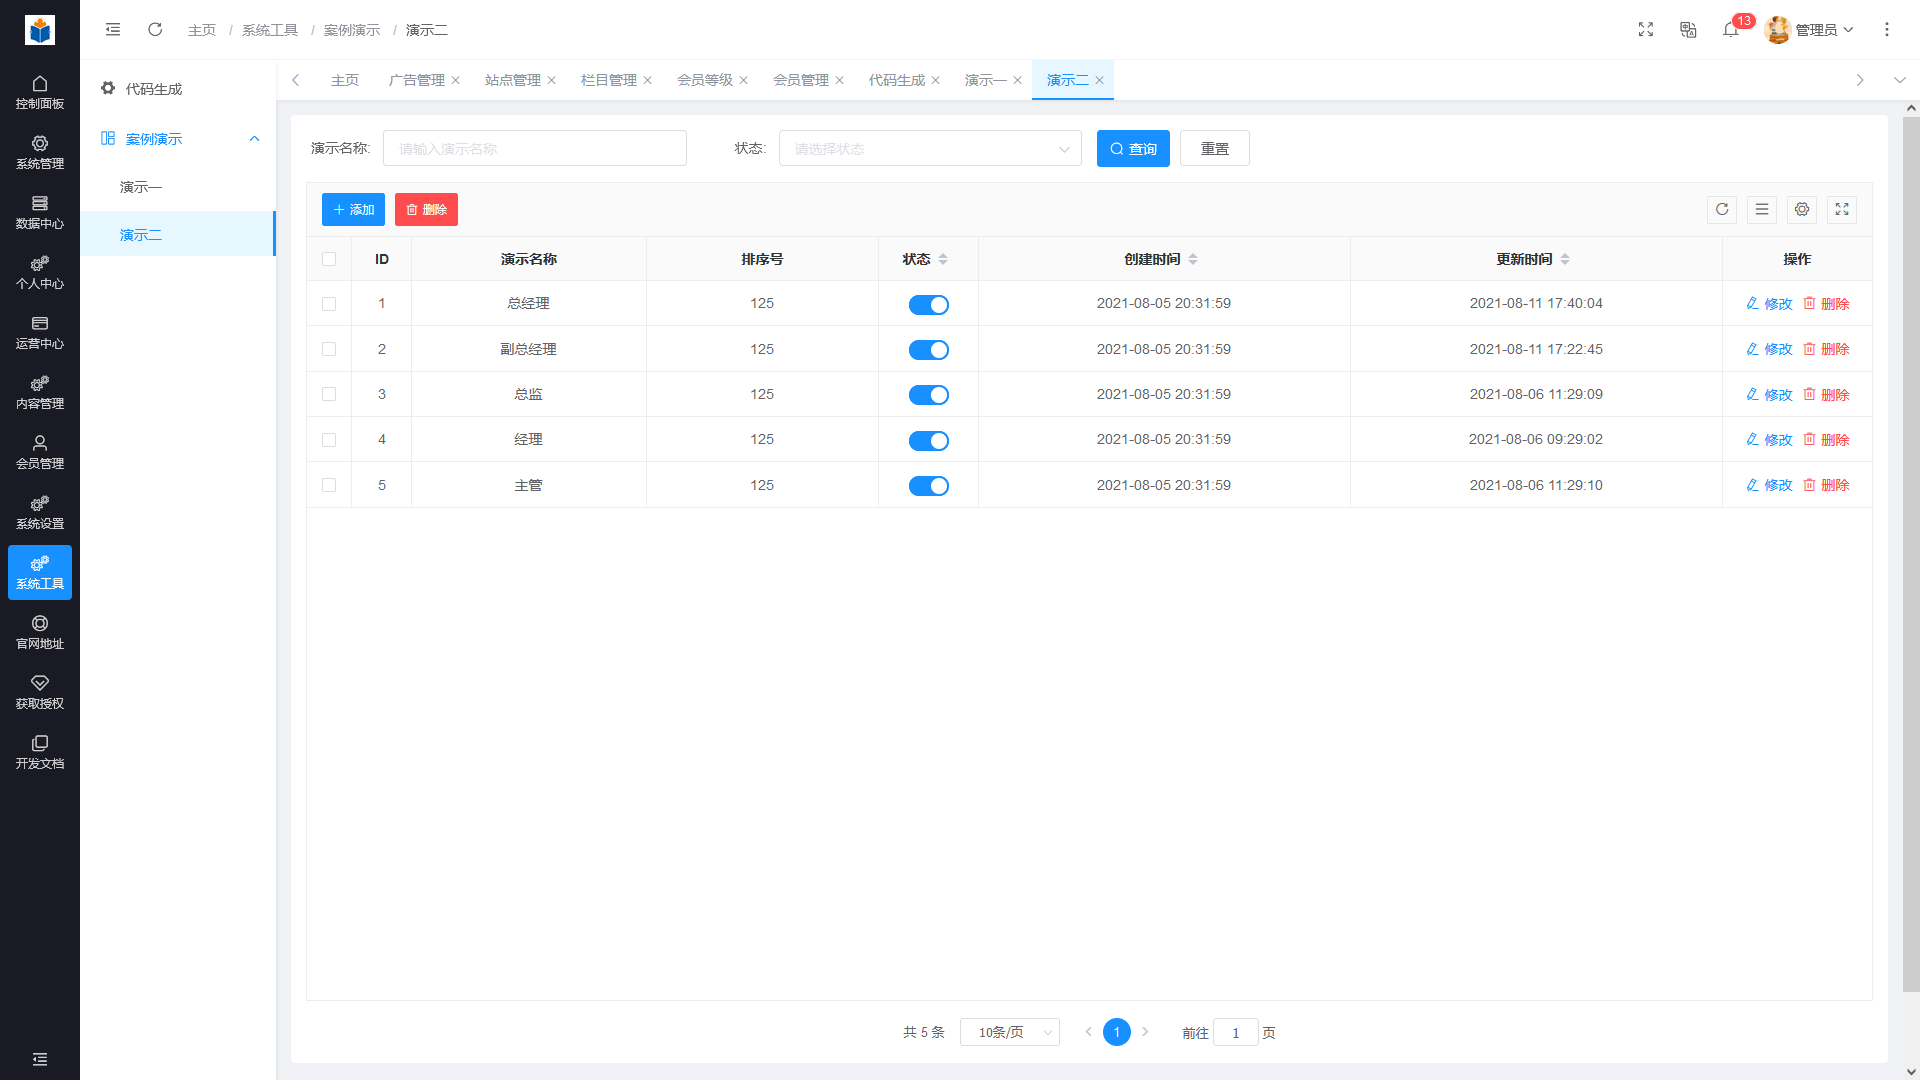 主页 / 系统工具 / 案例演示 / 演示二
13
管理员
控制面板
系统管理
数据中心
个人中心
运营中心
内容管理
会员管理
系统设置
系统工具
官网地址
获取授权
开发文档
代码生成
案例演示
演示一
演示二
主页 广告管理 站点管理 栏目管理 会员等级 会员管理 代码生成 演示一 演示二
演示名称: 请输入演示名称 状态: 请选择状态 查询 重置
添加 删除
ID 演示名称 排序号 状态 创建时间 更新时间 操作
1 总经理 125 2021-08-05 20:31:59 2021-08-11 17:40:04 修改 删除
2 副总经理 125 2021-08-05 20:31:59 2021-08-11 17:22:45 修改 删除
3 总监 125 2021-08-05 20:31:59 2021-08-06 11:29:09 修改 删除
4 经理 125 2021-08-05 20:31:59 2021-08-06 09:29:02 修改 删除
5 主管 125 2021-08-05 20:31:59 2021-08-06 11:29:10 修改 删除
共 5 条 10条/页 1 前往 1 页